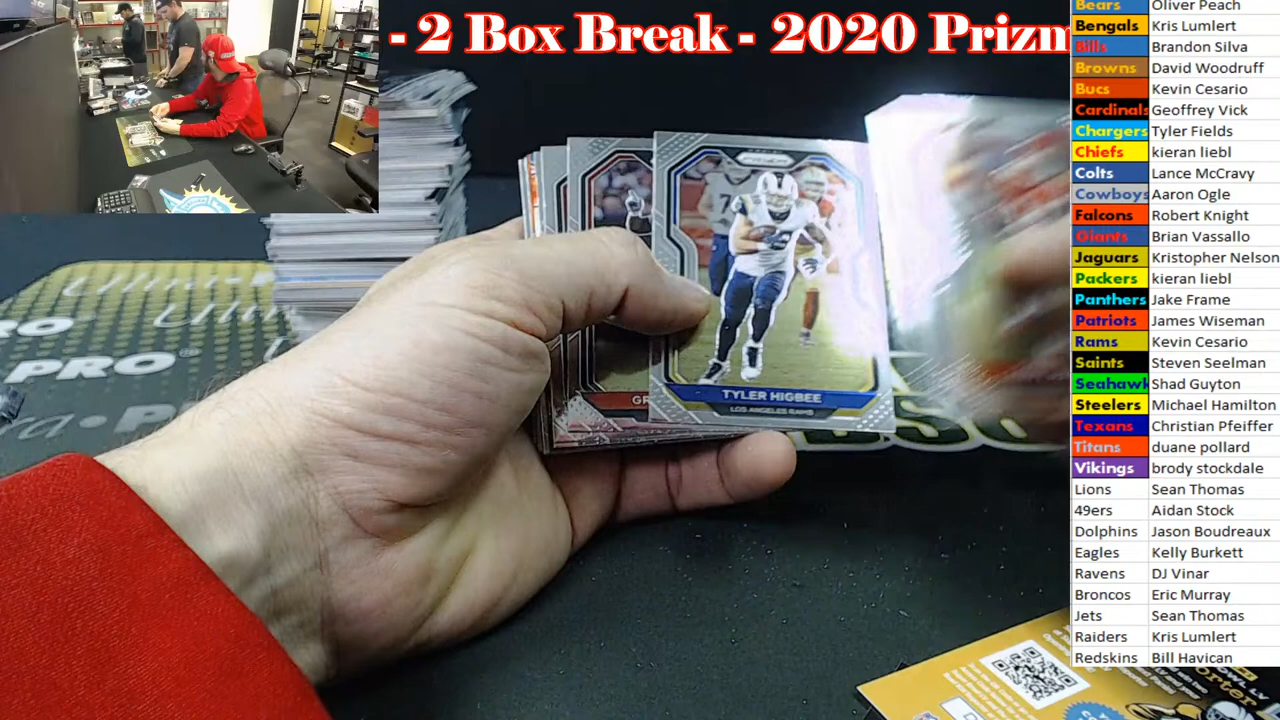 - 2 Box Break - 2020 Prizm
Bears Oliver Peach
Bengals Kris Lumlert
Bills Brandon Silva
Browns David Woodruff
Bucs Kevin Cesario
Cardinals Geoffrey Vick
Chargers Tyler Fields
Chiefs kieran liebl
Colts Lance McCravy
Cowboys Aaron Ogle
Falcons Robert Knight
Giants Brian Vassallo
Jaguars Kristopher Nelson
Packers kieran liebl
Panthers Jake Frame
Patriots James Wiseman
Rams Kevin Cesario
Saints Steven Seelman
Seahawk Shad Guyton
Steelers Michael Hamilton
Texans Christian Pfeiffer
Titans duane pollard
Vikings brody stockdale
Lions Sean Thomas
49ers Aidan Stock
Dolphins Jason Boudreaux
Eagles Kelly Burkett
Ravens DJ Vinar
Broncos Eric Murray
Jets Sean Thomas
Raiders Kris Lumlert
Redskins Bill Havican
PRIZM
TYLER HIGBEE
LOS ANGELES RAMS
GR
Ultra
PRO
PRO